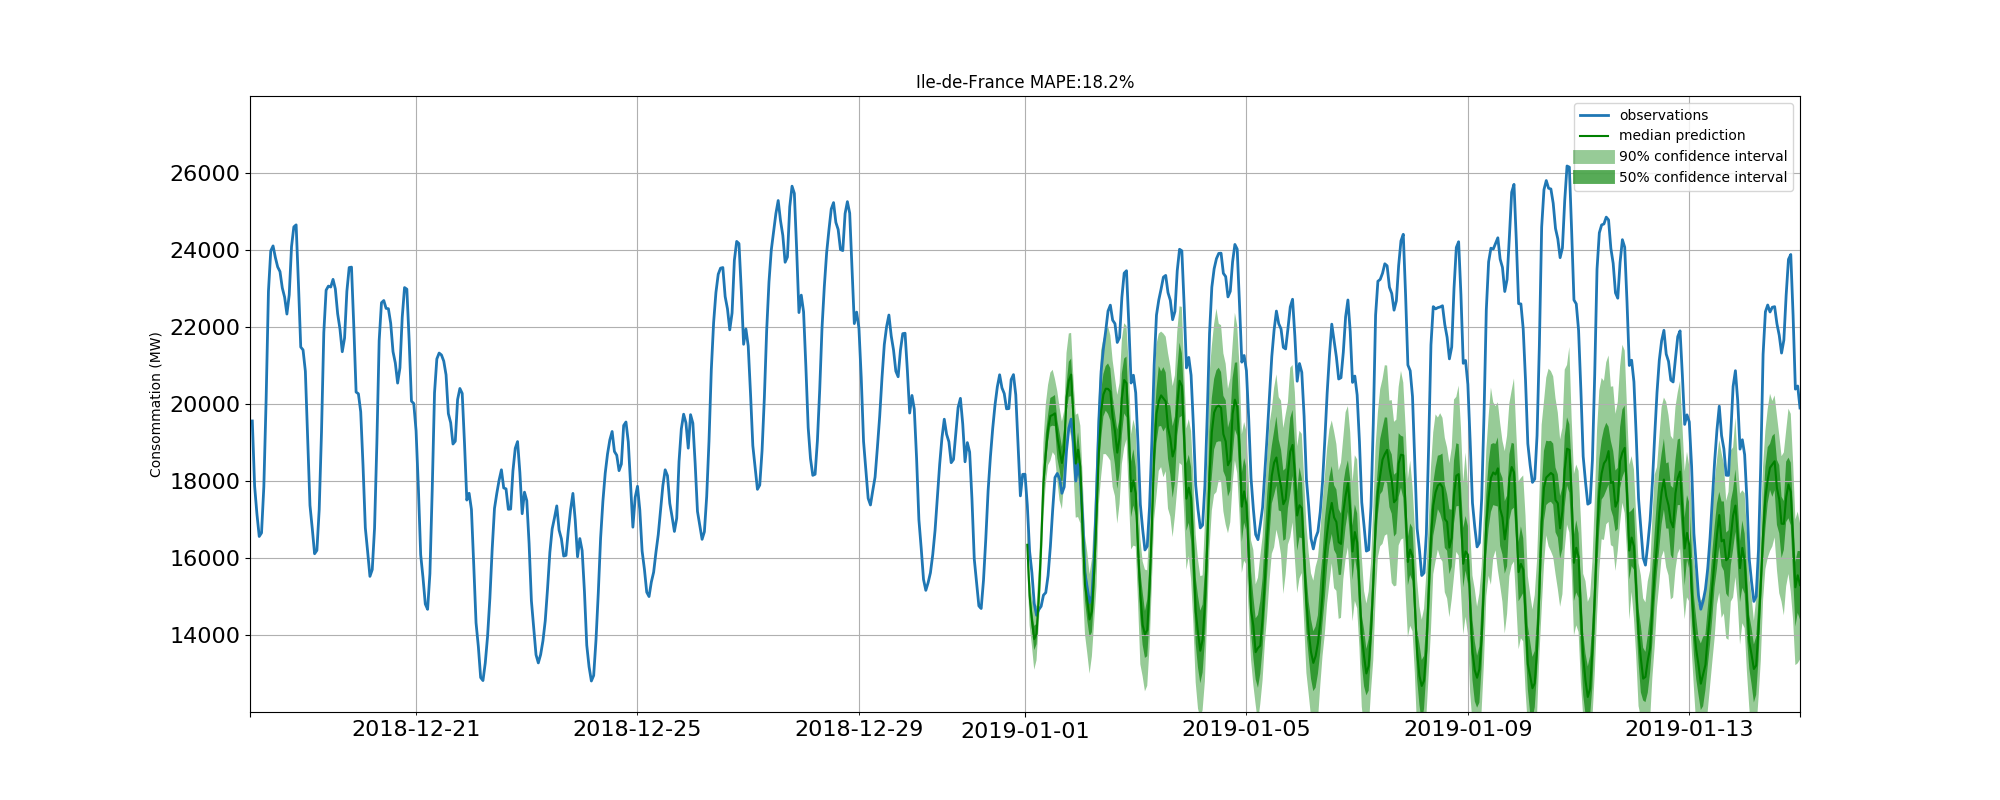 Ile-de-France MAPE:18.2%
observations
median prediction
90% confidence interval
50% confidence interval
Consommation (MW)
26000
24000
22000
20000
18000
16000
14000
2018-12-21 2018-12-25 2018-12-29 2019-01-01 2019-01-05 2019-01-09 2019-01-13